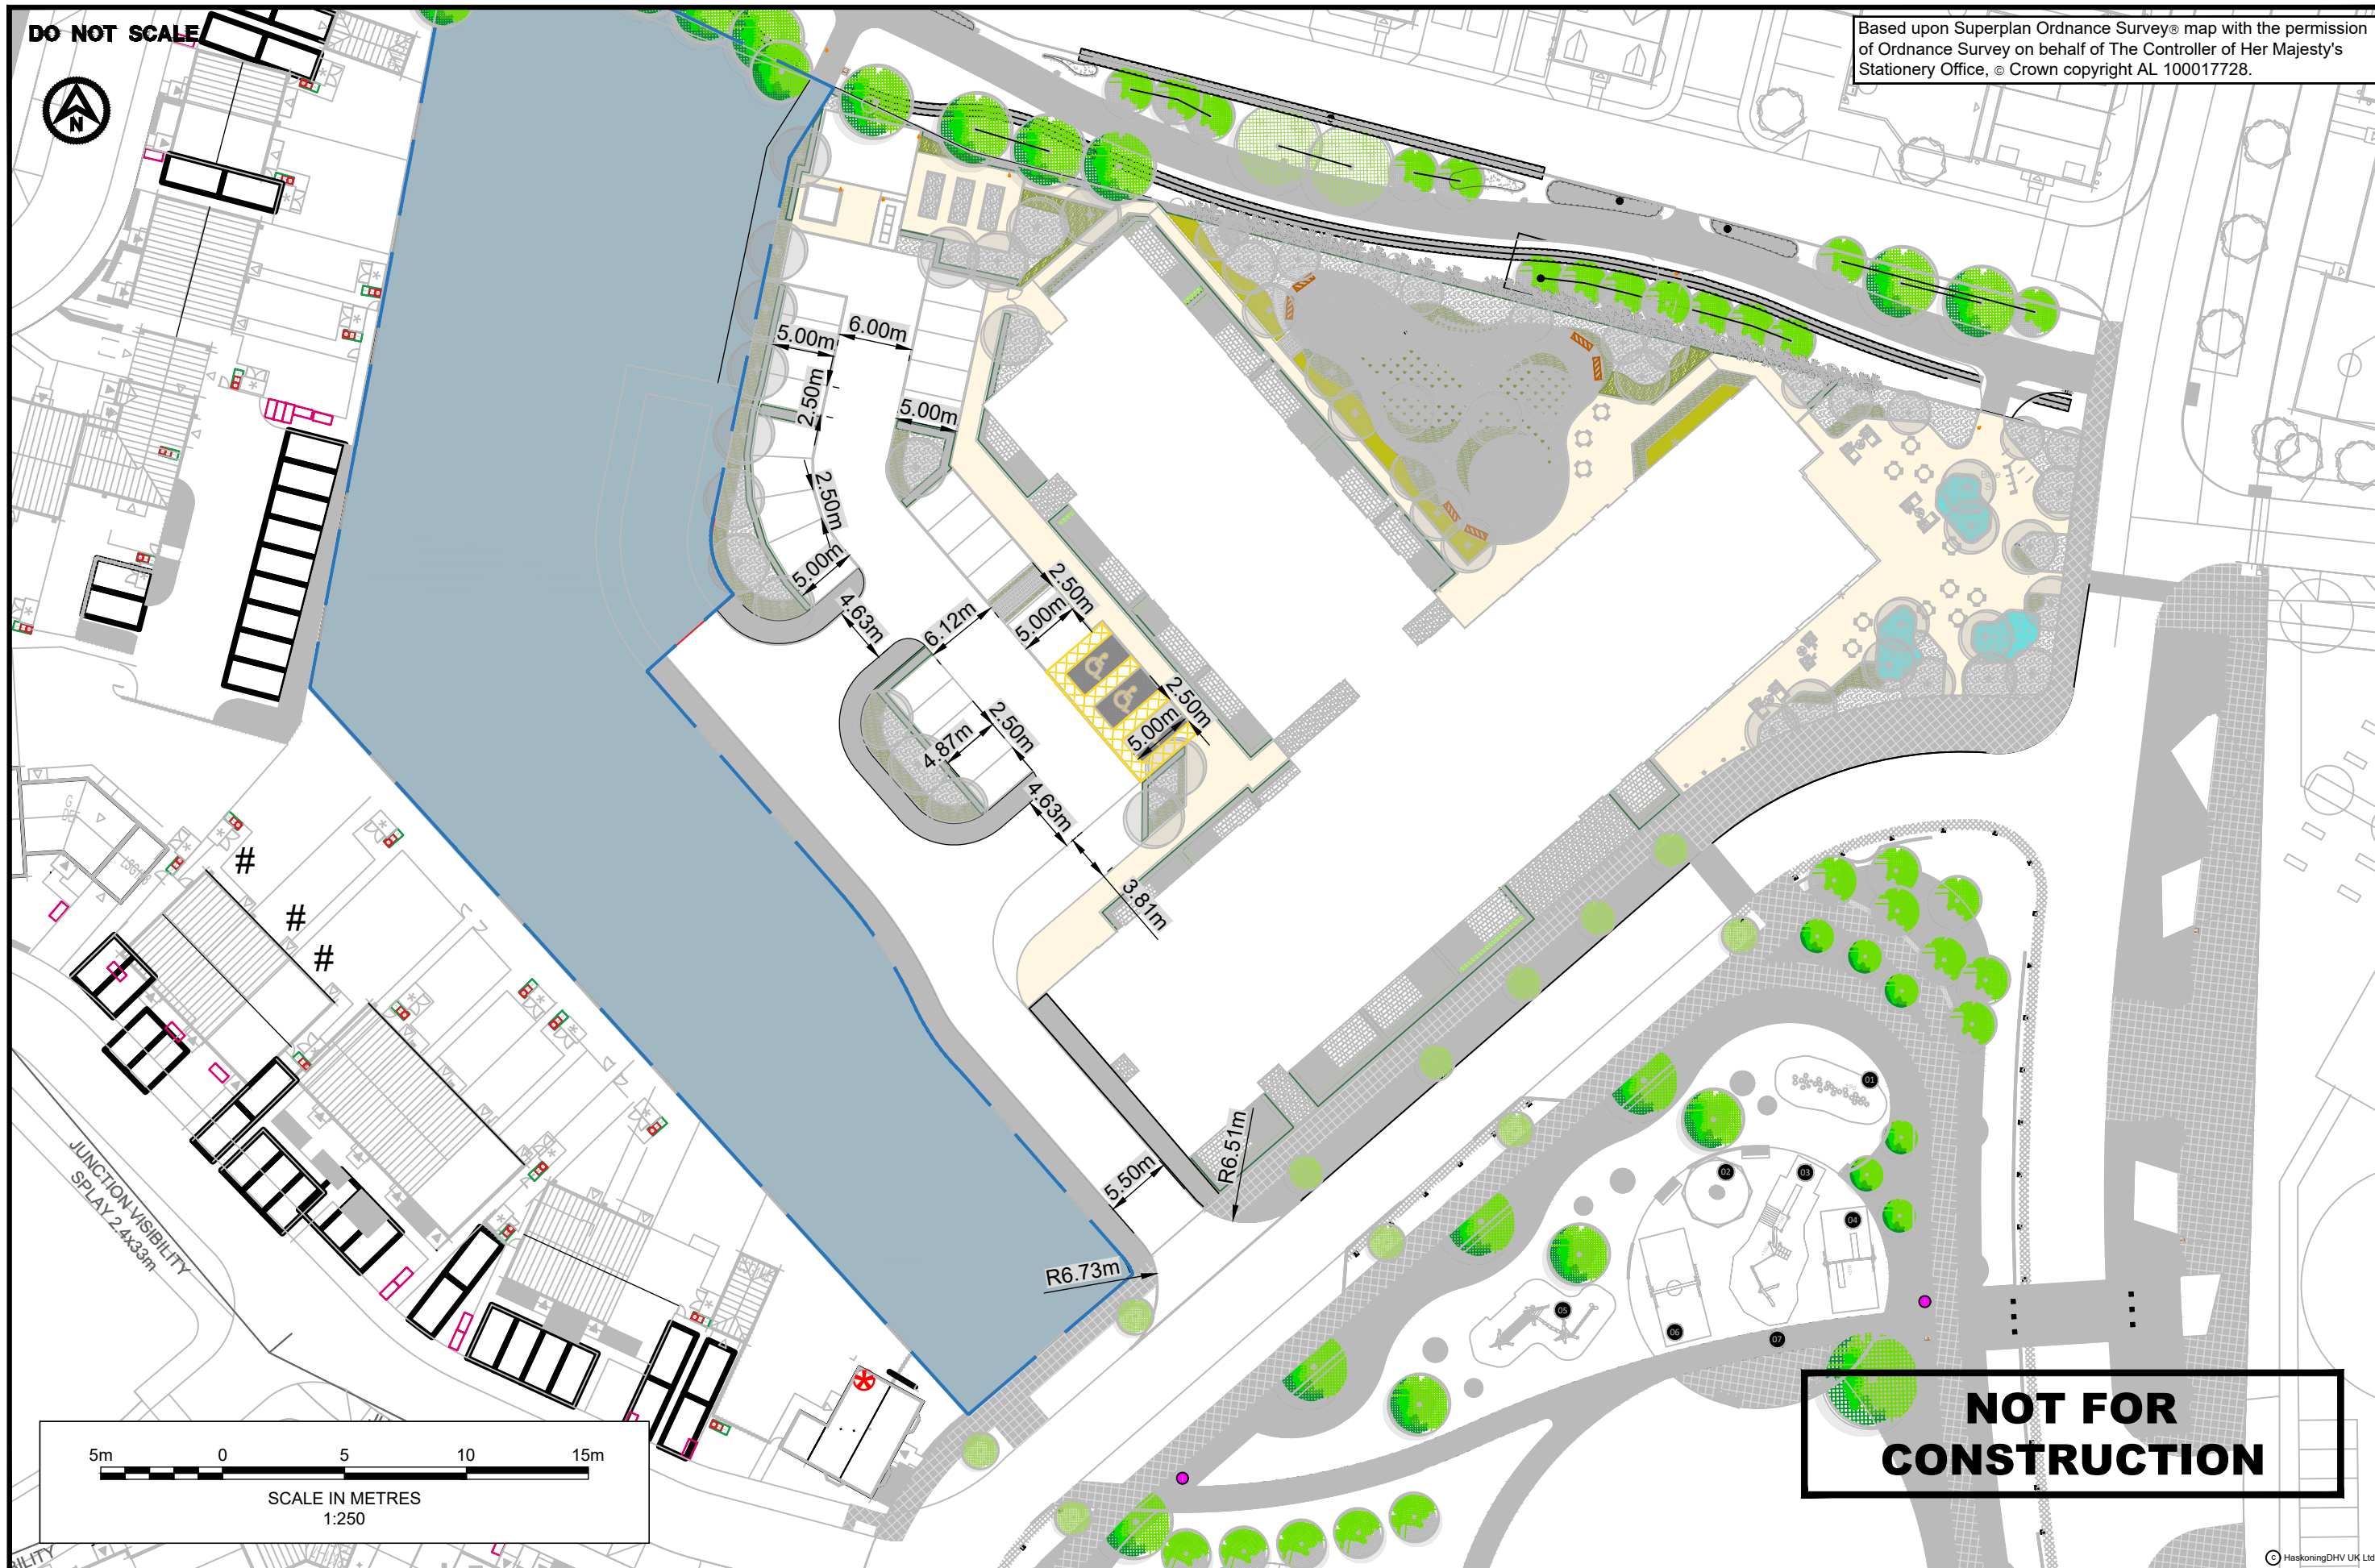 DO NOT SCALE
N
Based upon Superplan Ordnance Survey® map with the permission
of Ordnance Survey on behalf of The Controller of Her Majesty's
Stationery Office, © Crown copyright AL 100017728.
5.00m
6.00m
2.50m
5.00m
2.50m
5.00m
4.63m
6.12m
2.50m
5.00m
2.50m
5.00m
2.50m
4.87m
4.63m
3.81m
#
#
#
R6.51m
5.50m
R6.73m
JUNCTION VISIBILITY
SPLAY 2.4x33m
01
02
03
04
05
06
07
5m 0 5 10 15m
SCALE IN METRES
1:250
NOT FOR
CONSTRUCTION
© HaskoningDHV UK Ltd